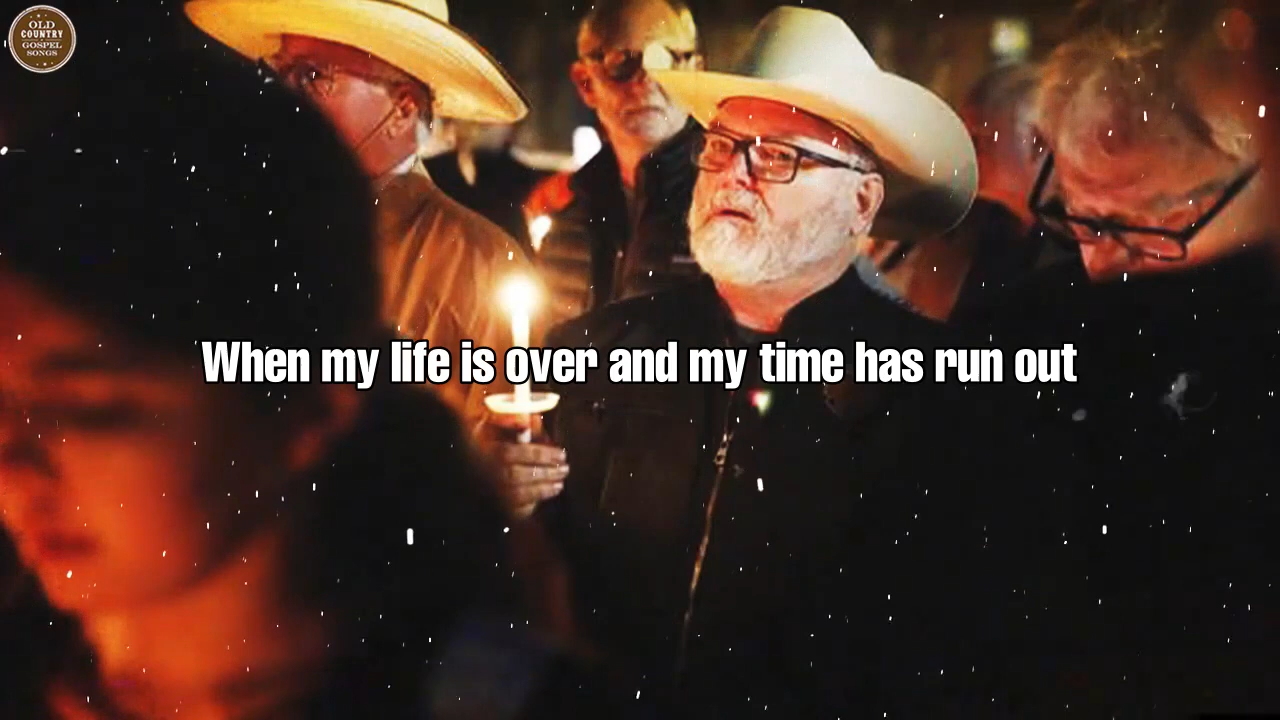 OLD
COUNTRY
GOSPEL
SONGS
When my life is over and my time has run out